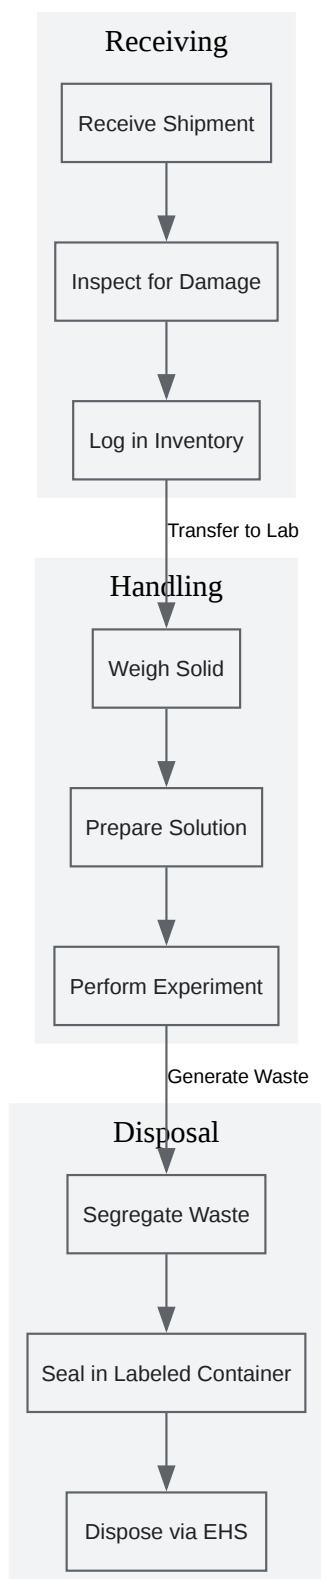 Receiving
Receive Shipment
Inspect for Damage
Log in Inventory
Transfer to Lab
Handling
Weigh Solid
Prepare Solution
Perform Experiment
Generate Waste
Disposal
Segregate Waste
Seal in Labeled Container
Dispose via EHS